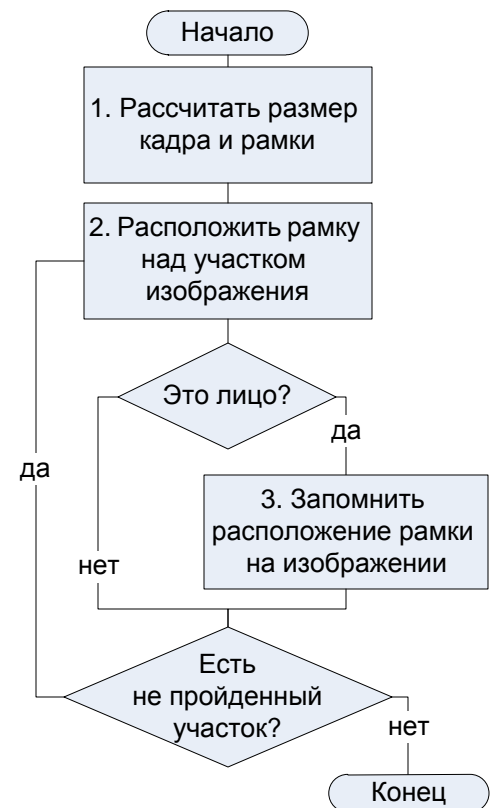 Начало
1. Рассчитать размер
кадра и рамки
2. Расположить рамку
над участком
изображения
Это лицо?
да
да
3. Запомнить
расположение рамки
на изображении
нет
Есть
не пройденный
участок?
нет
Конец